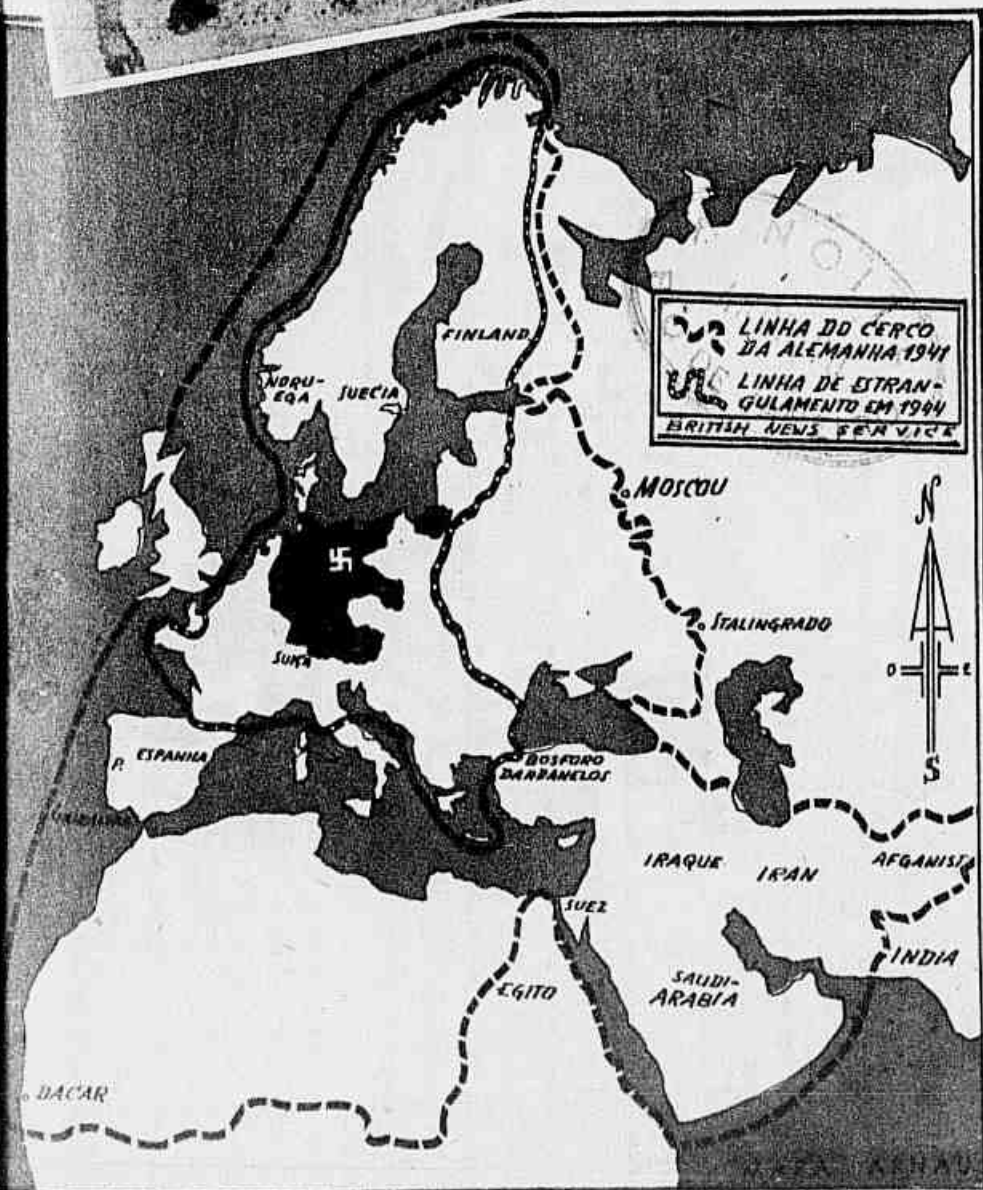 LINHA DO CERCO
DA ALEMANHA 1941
LINHA DE ESTRAN-
GULAMENTO EM 1944
BRITISH NEWS SERVICE
FINLAND
NORU-
EGA
SUECIA
MOSCOU
N
STALINGRADO
O
E
S
SUIÇA
P.
ESPANHA
BOSFORO
DARDANELOS
IRAQUE
IRAN
AFGANIST
SUEZ
INDIA
EGITO
SAUDI-
ARABIA
DACAR